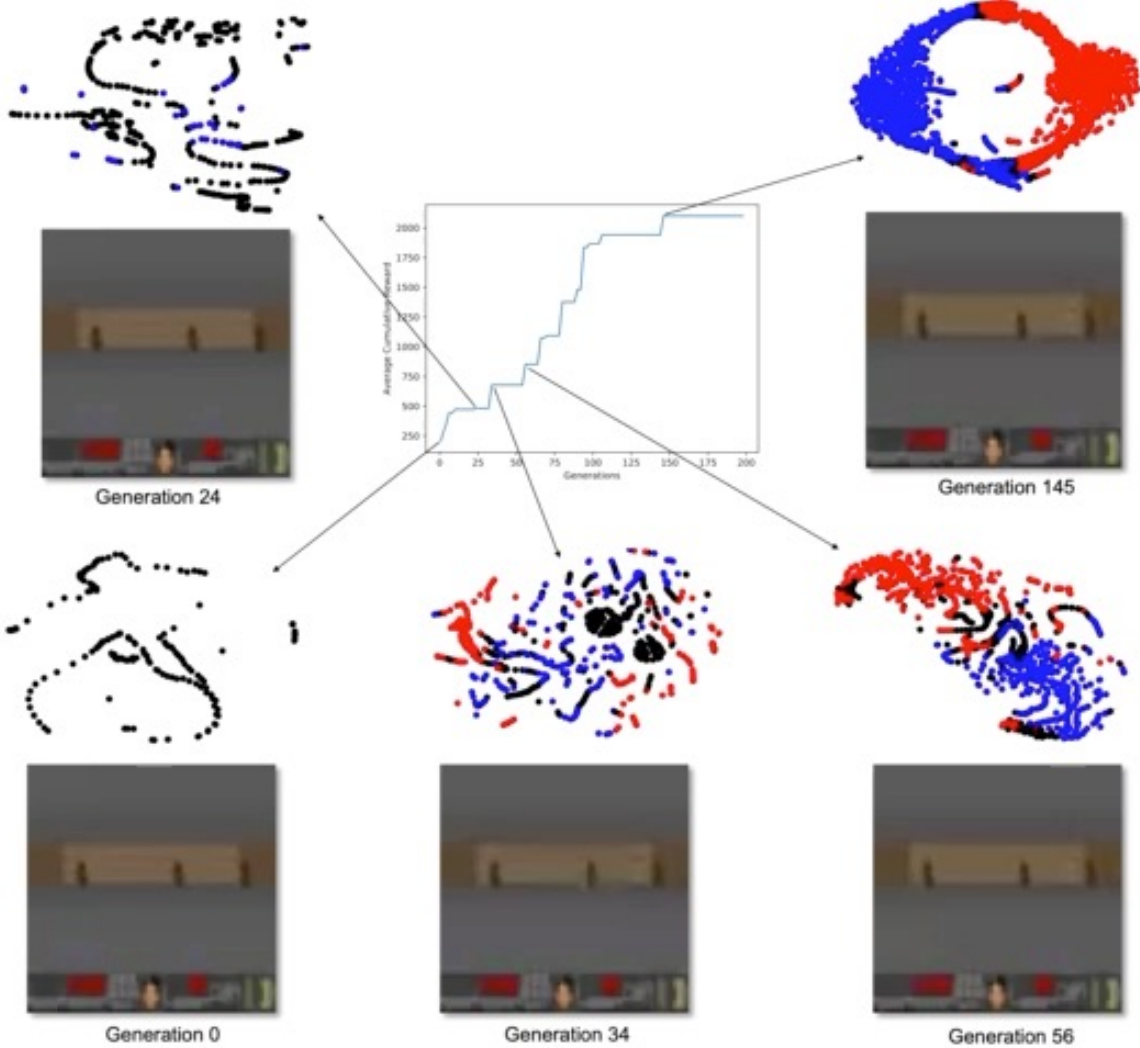 Average Cumulative Reward
2000
1750
1500
1250
1000
750
500
250
0 25 50 75 100 125 150 175 200
Generations
Generation 24
Generation 145
Generation 0
Generation 34
Generation 56